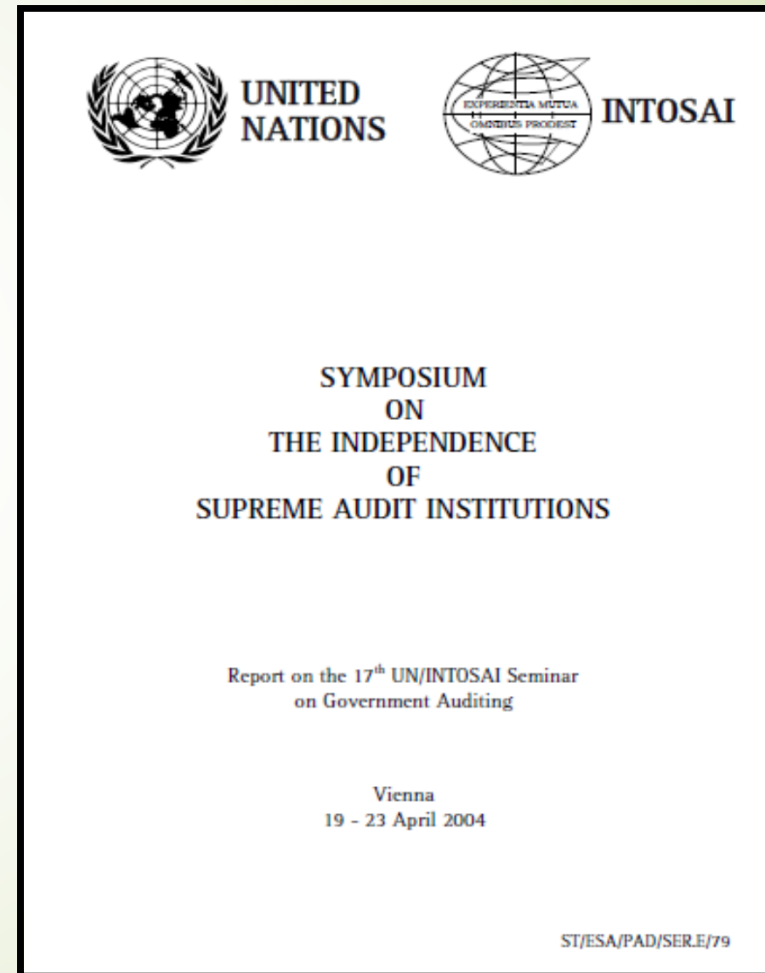 UNITED
NATIONS
EXPERIENTIA MUTUA
OMNIBUS PRODEST
INTOSAI
SYMPOSIUM
ON
THE INDEPENDENCE
OF
SUPREME AUDIT INSTITUTIONS
Report on the 17th UN/INTOSAI Seminar
on Government Auditing
Vienna
19 - 23 April 2004
ST/ESA/PAD/SER.E/79